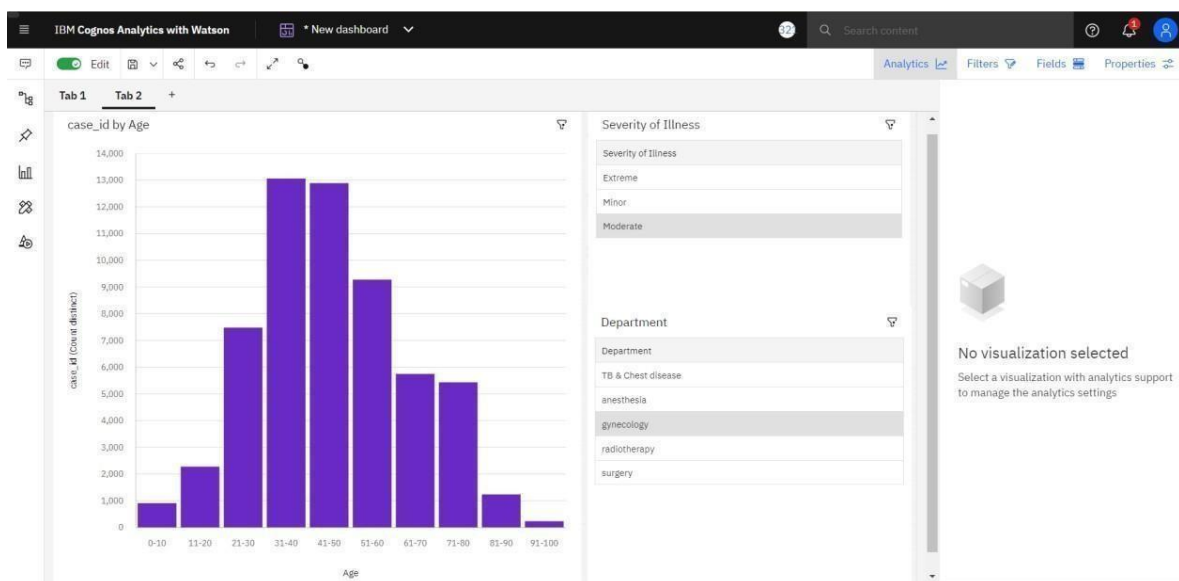 IBM Cognos Analytics with Watson
* New dashboard
Search content
1
Edit
Analytics
Filters
Fields
Properties
Tab 1
Tab 2
+
case_id by Age
14,000
13,000
12,000
11,000
10,000
9,000
8,000
7,000
6,000
5,000
4,000
3,000
2,000
1,000
0
case_id (Count distinct)
0-10 11-20 21-30 31-40 41-50 51-60 61-70 71-80 81-90 91-100
Age
Severity of Illness
Severity of Illness
Extreme
Minor
Moderate
Department
Department
TB & Chest disease
anesthesia
gynecology
radiotherapy
surgery
No visualization selected
Select a visualization with analytics support
to manage the analytics settings